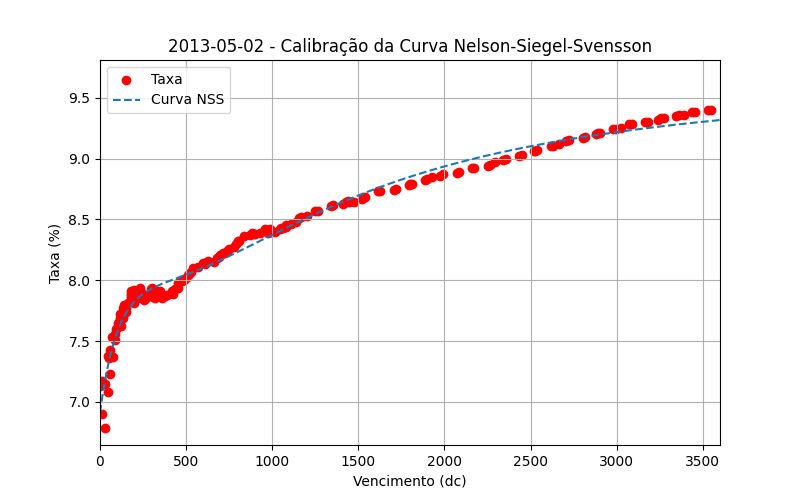 2013-05-02 - Calibração da Curva Nelson-Siegel-Svensson
Taxa
Curva NSS
Taxa (%)
9.5
9.0
8.5
8.0
7.5
7.0
0 500 1000 1500 2000 2500 3000 3500
Vencimento (dc)